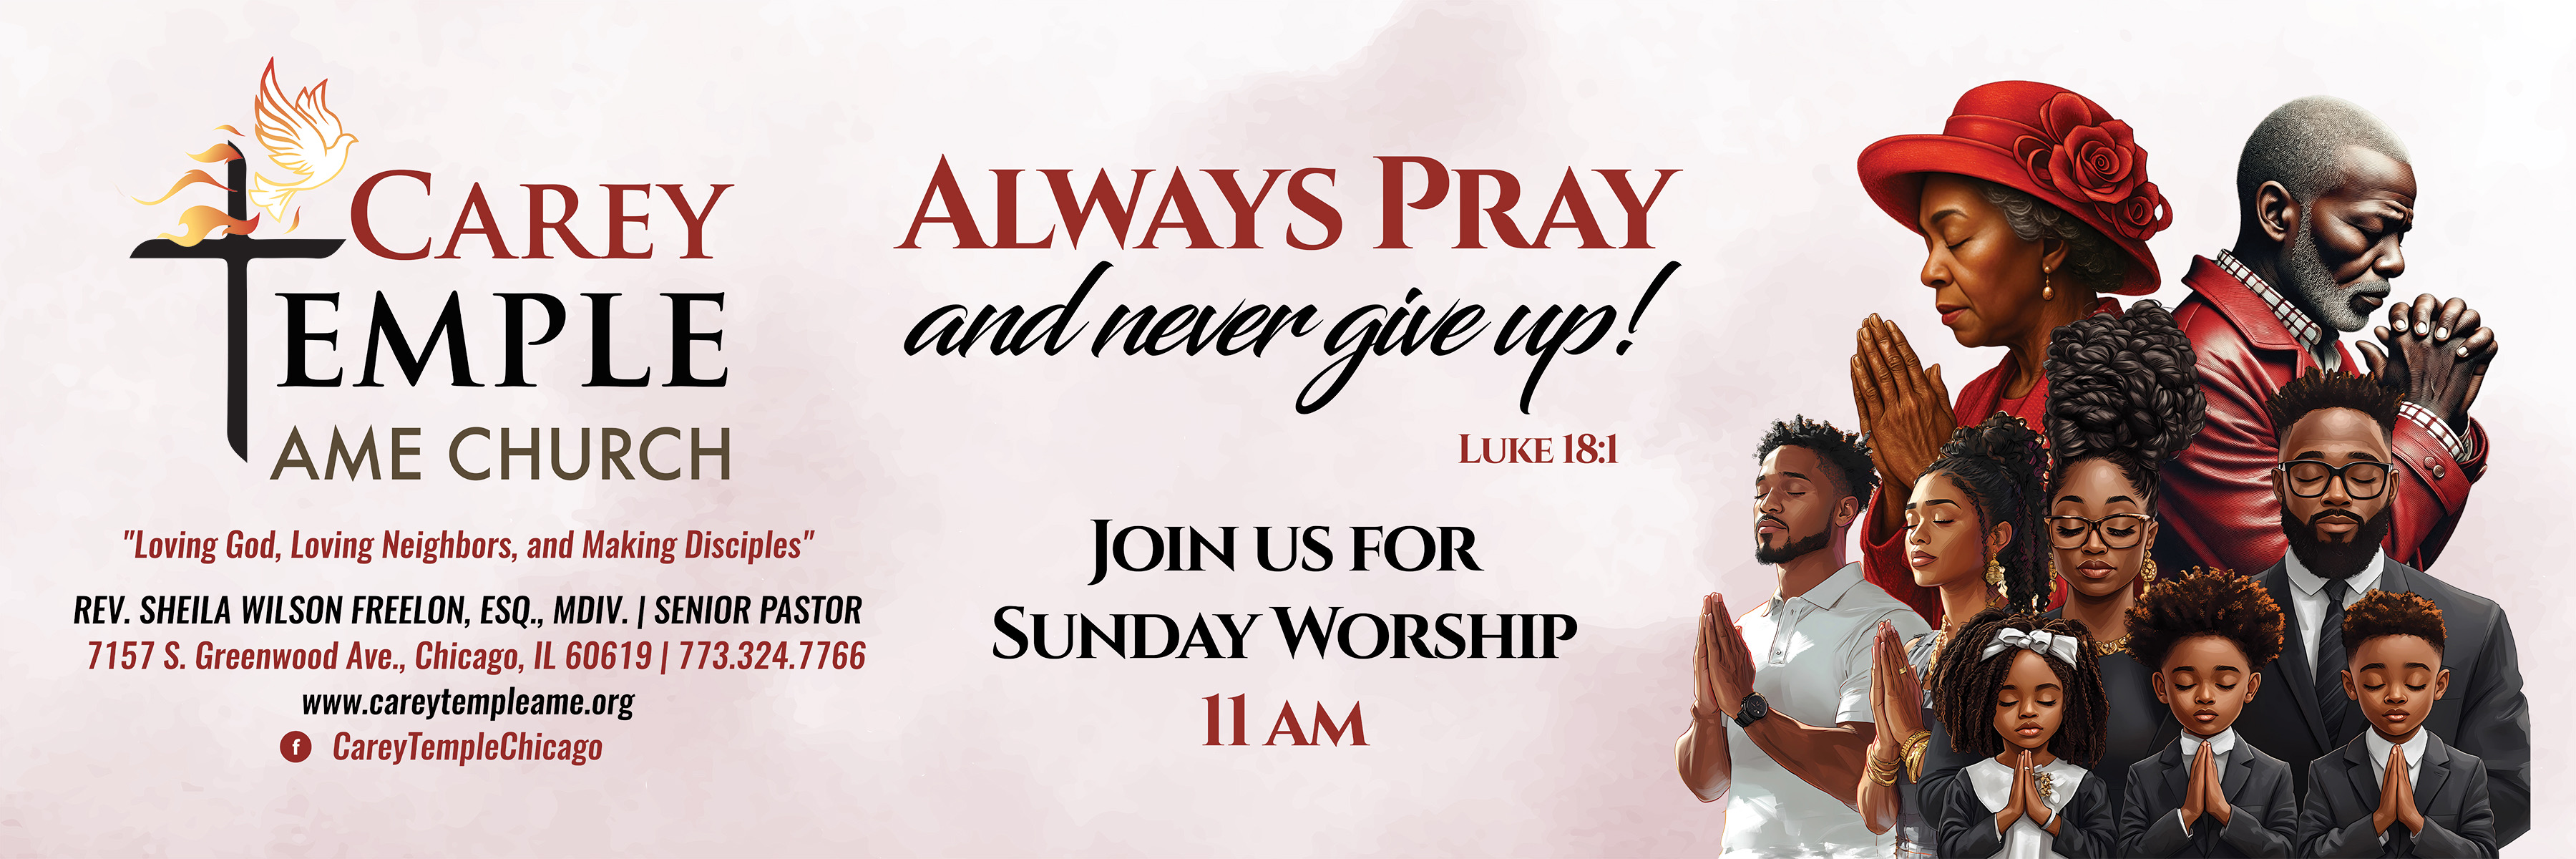 CAREY
TEMPLE
AME CHURCH
"Loving God, Loving Neighbors, and Making Disciples"
REV. SHEILA WILSON FREELON, ESQ., MDIV. | SENIOR PASTOR
7157 S. Greenwood Ave., Chicago, IL 60619 | 773.324.7766
www.careytempleame.org
f CareyTempleChicago
ALWAYS PRAY
and never give up!
LUKE 18:1
JOIN US FOR
SUNDAY WORSHIP
11 AM